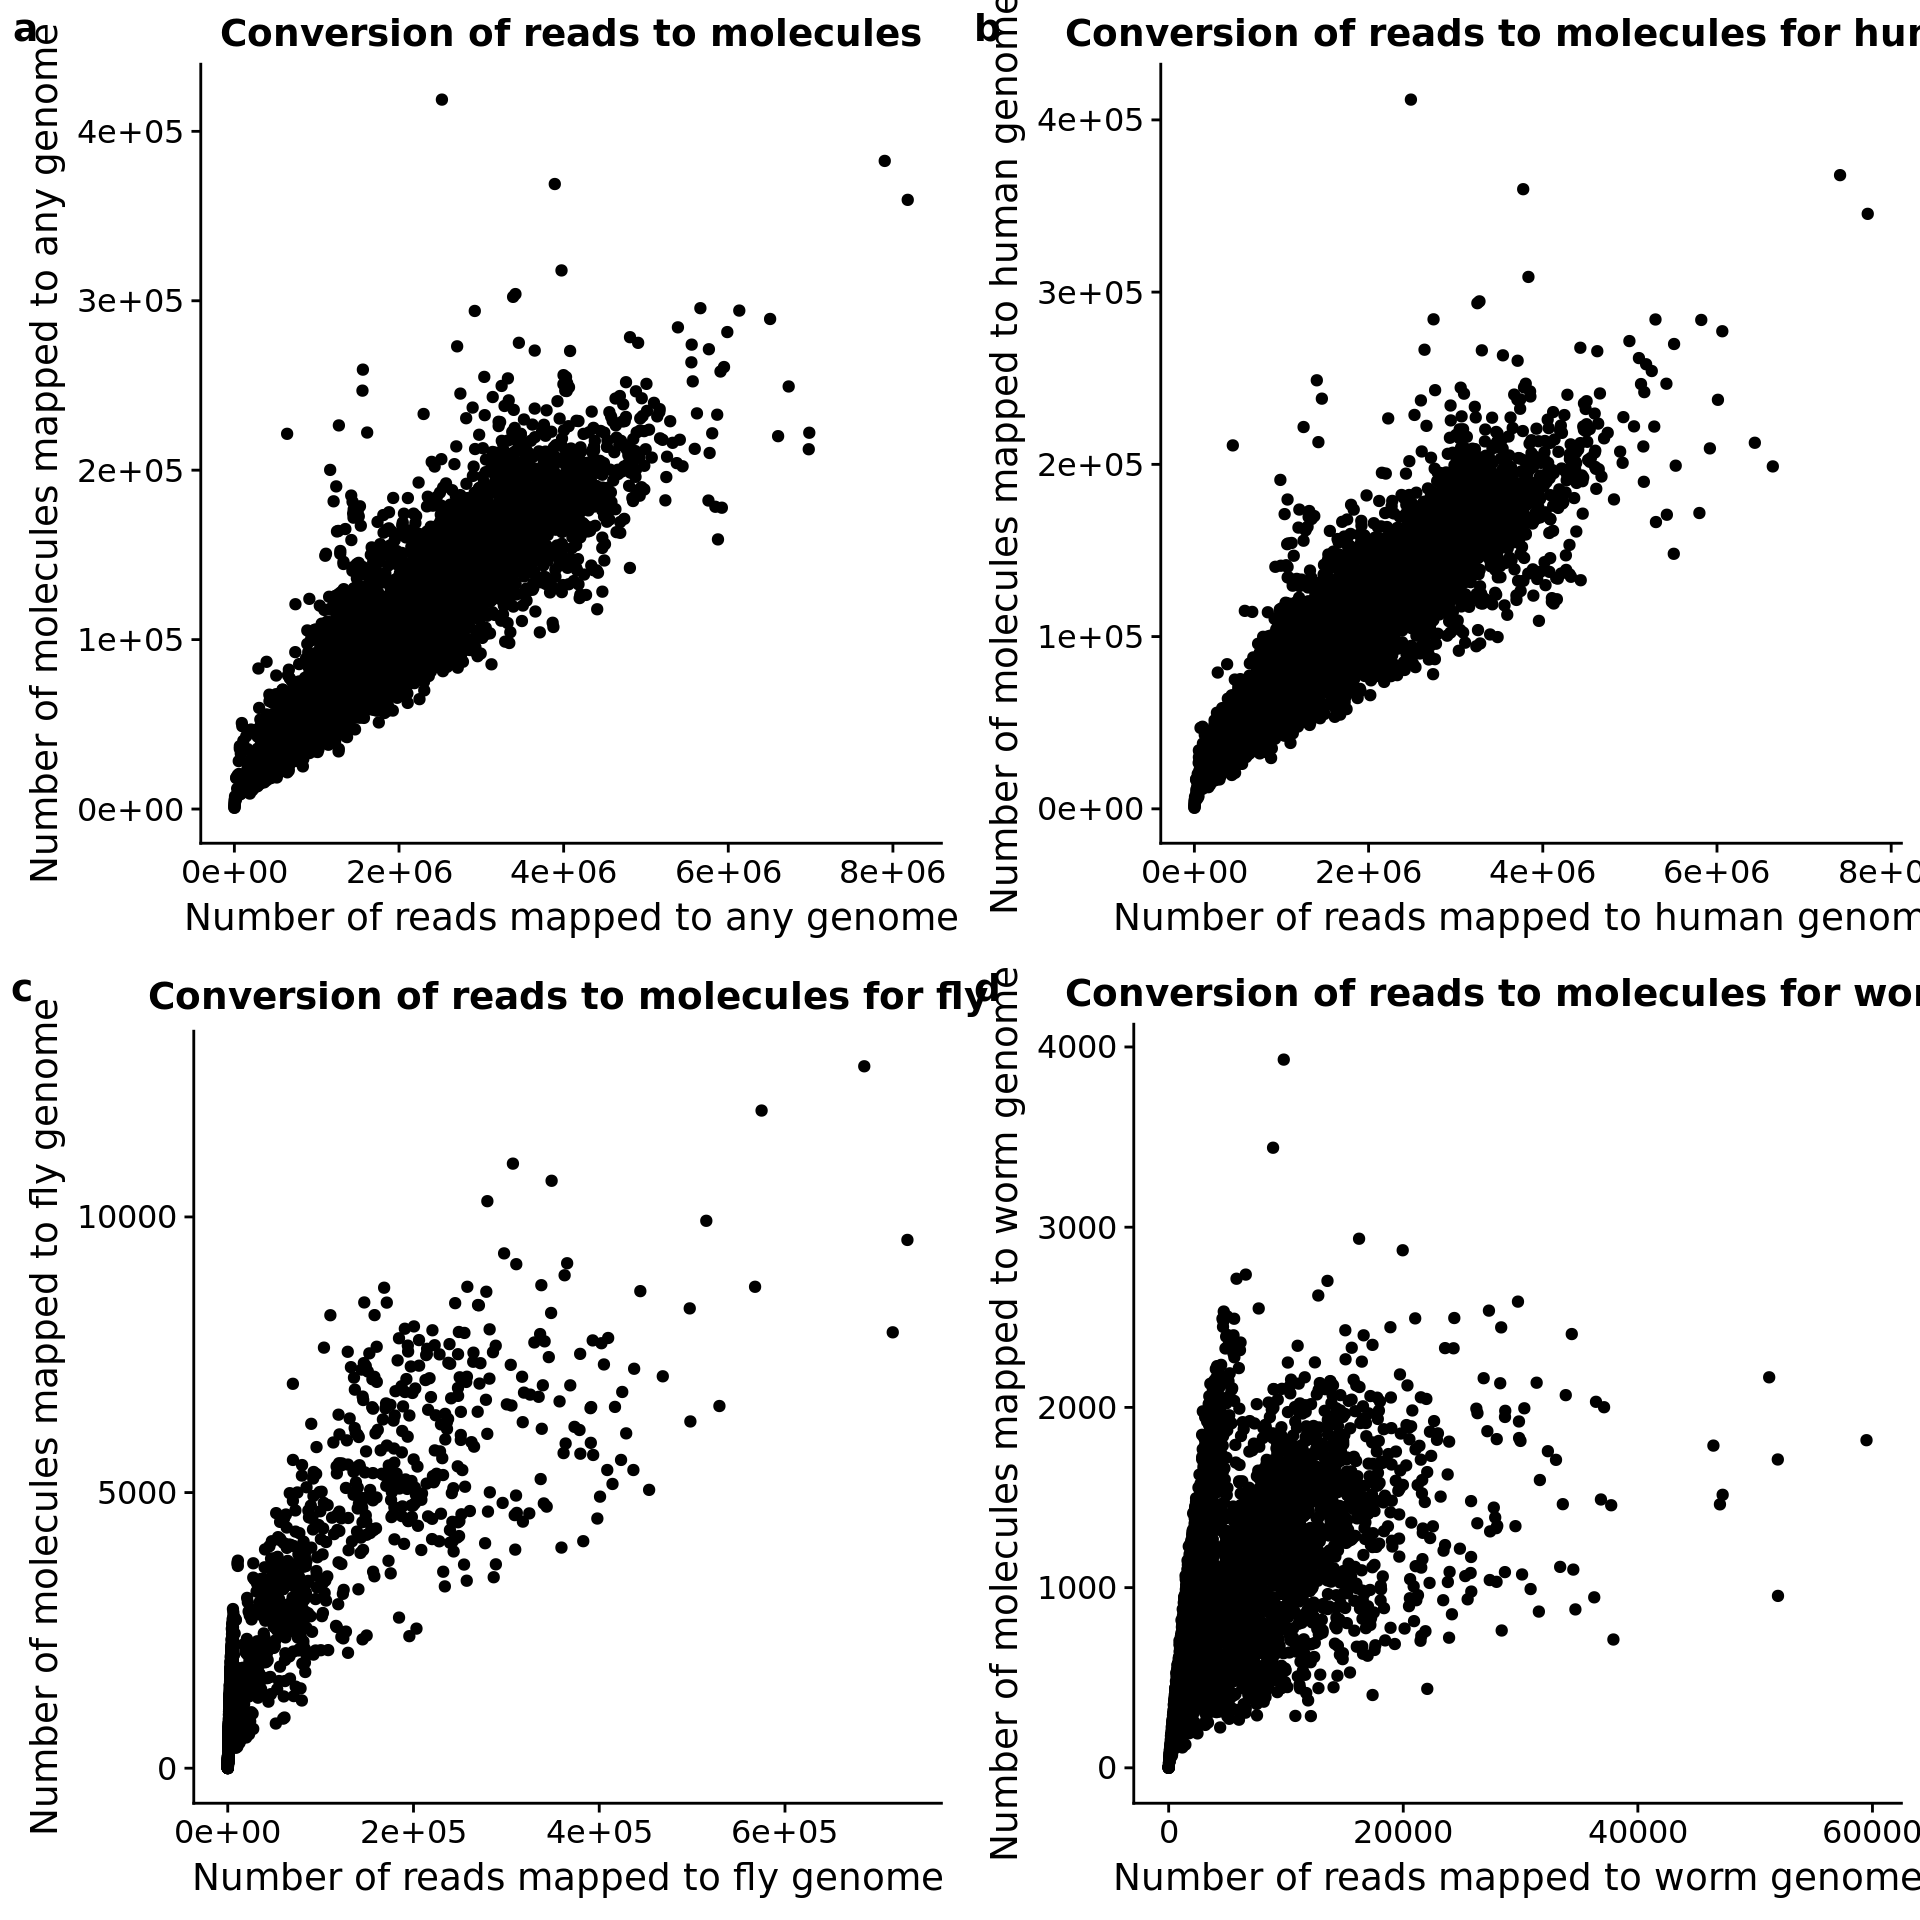 a
Conversion of reads to molecules
Number of molecules mapped to any genome
4e+05
3e+05
2e+05
1e+05
0e+00
0e+00 2e+06 4e+06 6e+06 8e+06
Number of reads mapped to any genome
b
Conversion of reads to molecules for hum
Number of molecules mapped to human genome
4e+05
3e+05
2e+05
1e+05
0e+00
0e+00 2e+06 4e+06 6e+06 8e+0
Number of reads mapped to human genom
c
Conversion of reads to molecules for fly
Number of molecules mapped to fly genome
10000
5000
0
0e+00 2e+05 4e+05 6e+05
Number of reads mapped to fly genome
d
Conversion of reads to molecules for wor
Number of molecules mapped to worm genome
4000
3000
2000
1000
0
0 20000 40000 60000
Number of reads mapped to worm genome